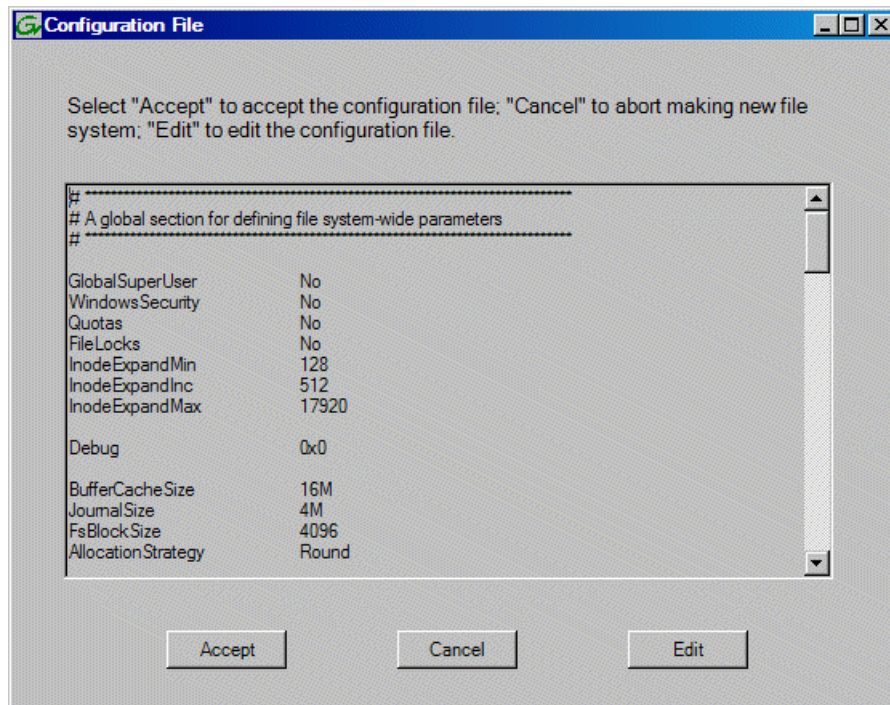 Configuration File
Select "Accept" to accept the configuration file; "Cancel" to abort making new file
system; "Edit" to edit the configuration file.
# ******************************************************************************
# A global section for defining file system-wide parameters
# ******************************************************************************
GlobalSuperUser No
WindowsSecurity No
Quotas No
FileLocks No
InodeExpandMin 128
InodeExpandInc 512
InodeExpandMax 17920
Debug 0x0
BufferCacheSize 16M
JournalSize 4M
FsBlockSize 4096
AllocationStrategy Round
Accept Cancel Edit